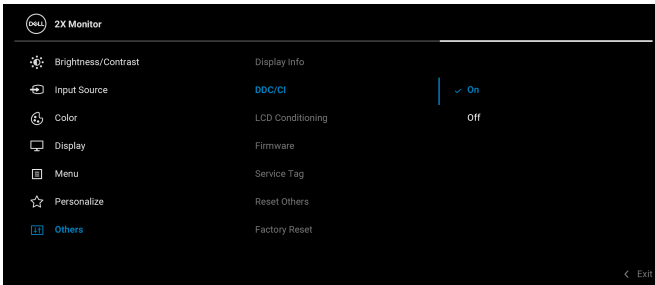 DELL 2X Monitor
Brightness/Contrast Display Info
Input Source DDC/CI On
Color LCD Conditioning Off
Display Firmware
Menu Service Tag
Personalize Reset Others
Others Factory Reset
Exit